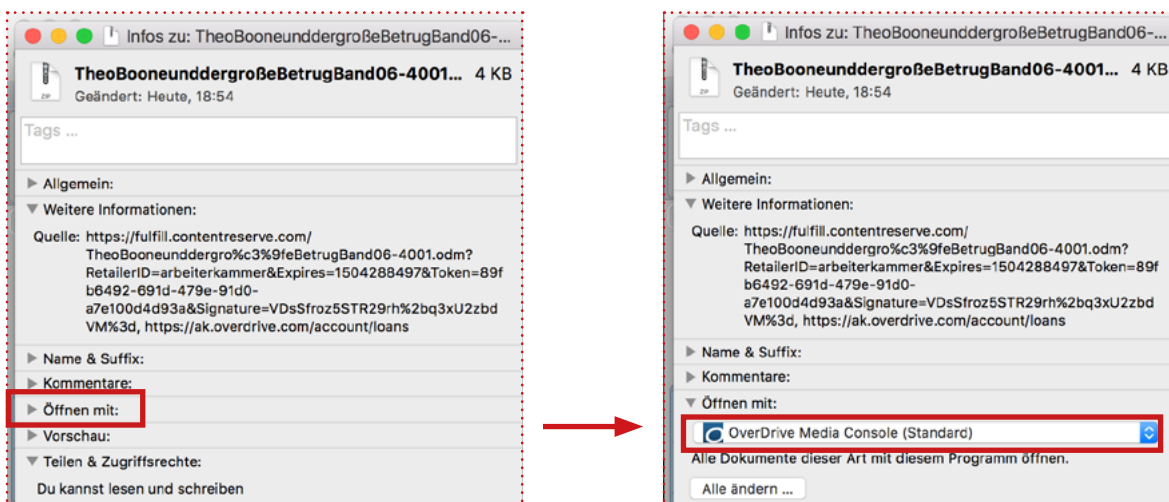 Infos zu: TheoBooneunddergroßeBetrugBand06-...
TheoBooneunddergroßeBetrugBand06-4001... 4 KB
ZIP
Geändert: Heute, 18:54
Tags ...
Allgemein:
Weitere Informationen:
Quelle: https://fulfill.contentreserve.com/
TheoBooneunddergro%c3%9feBetrugBand06-4001.odm?
RetailerID=arbeiterkammer&Expires=1504288497&Token=89f
b6492-691d-479e-91d0-
a7e100d4d93a&Signature=VDsSfroz5STR29rh%2bq3xU2zbd
VM%3d, https://ak.overdrive.com/account/loans
Name & Suffix:
Kommentare:
Öffnen mit:
Vorschau:
Teilen & Zugriffsrechte:
Du kannst lesen und schreiben
Infos zu: TheoBooneunddergroßeBetrugBand06-...
TheoBooneunddergroßeBetrugBand06-4001... 4 KB
ZIP
Geändert: Heute, 18:54
Tags ...
Allgemein:
Weitere Informationen:
Quelle: https://fulfill.contentreserve.com/
TheoBooneunddergro%c3%9feBetrugBand06-4001.odm?
RetailerID=arbeiterkammer&Expires=1504288497&Token=89f
b6492-691d-479e-91d0-
a7e100d4d93a&Signature=VDsSfroz5STR29rh%2bq3xU2zbd
VM%3d, https://ak.overdrive.com/account/loans
Name & Suffix:
Kommentare:
Öffnen mit:
OverDrive Media Console (Standard)
Alle Dokumente dieser Art mit diesem Programm öffnen.
Alle ändern ...